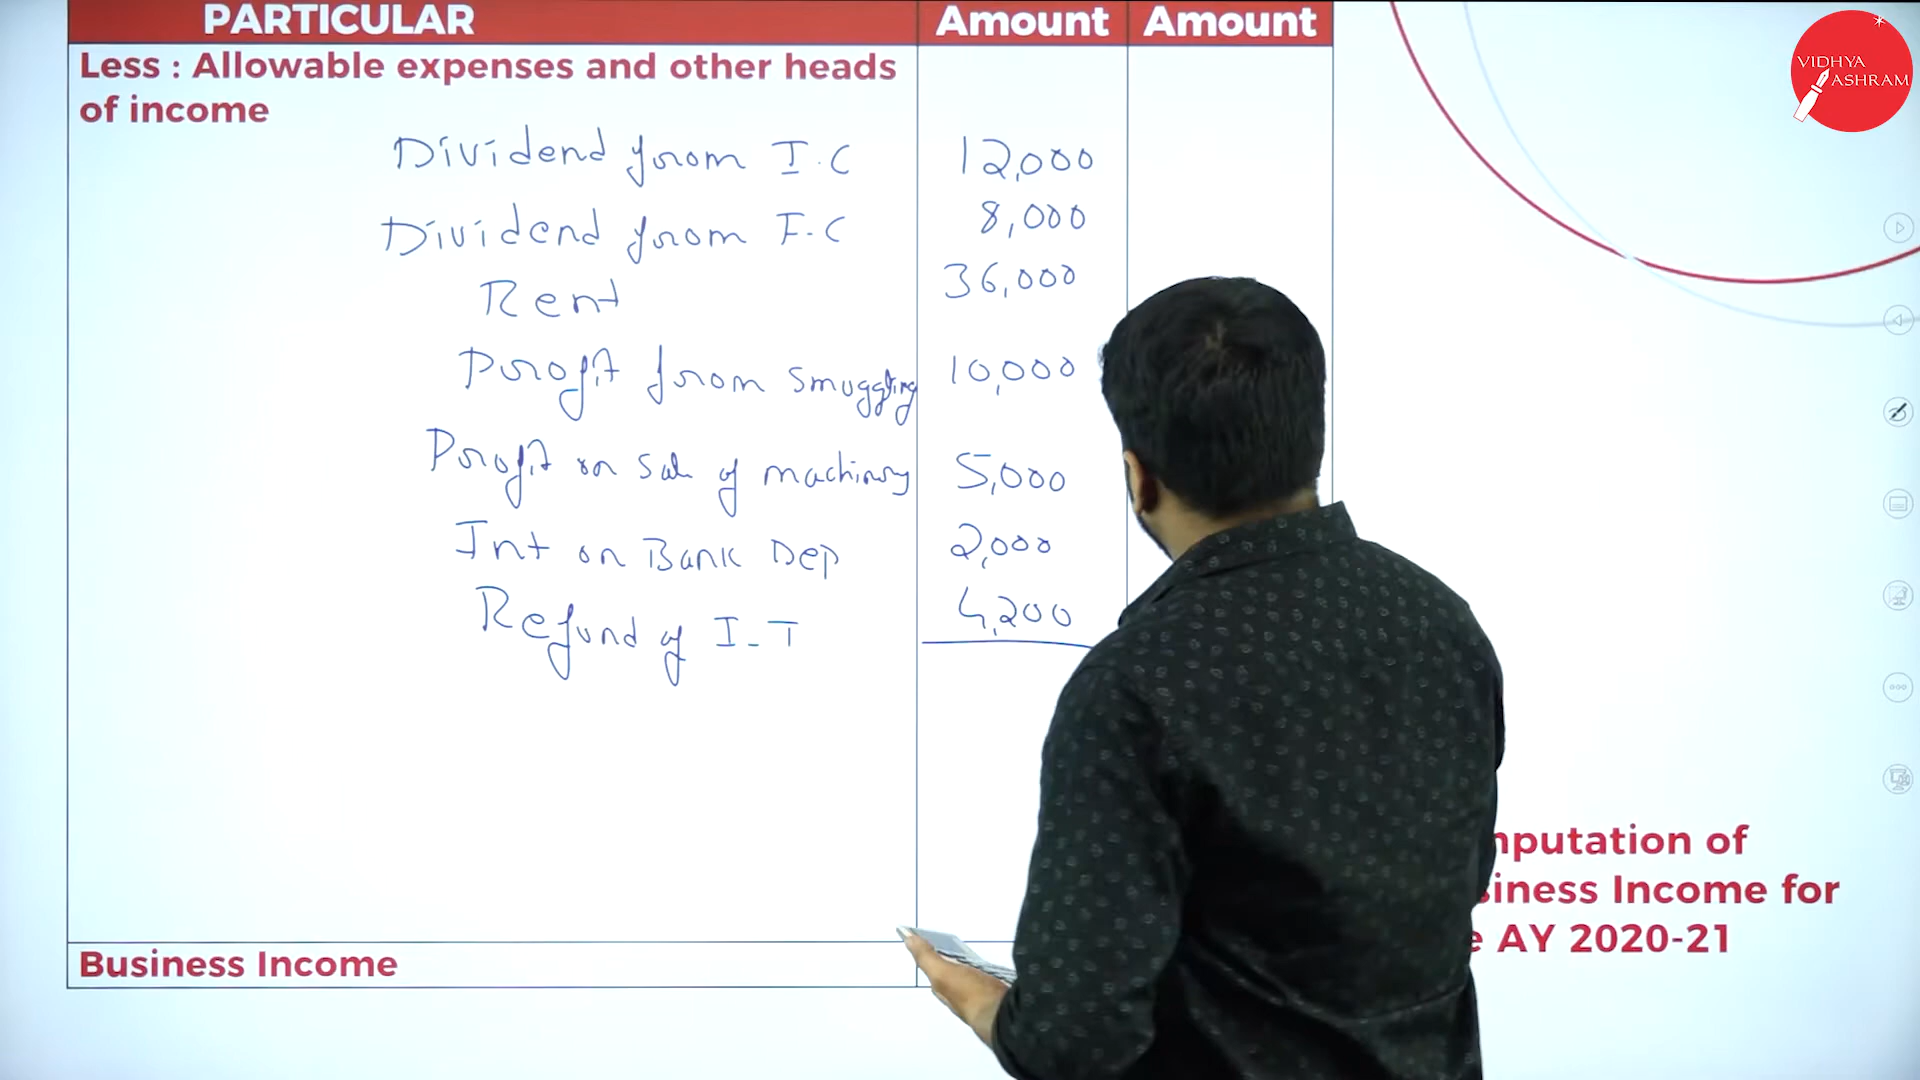 PARTICULAR Amount Amount
Less : Allowable expenses and other heads
of income
Dividend from I.C 12,000
Dividend from F.C 8,000
Rent 36,000
Profit from smuggling 10,000
Profit on sale of machinery 5,000
Int on Bank Dep 2,000
Refund of I-T 4,200
Business Income
mputation of
siness Income for
e AY 2020-21
VIDHYA
ASHRAM